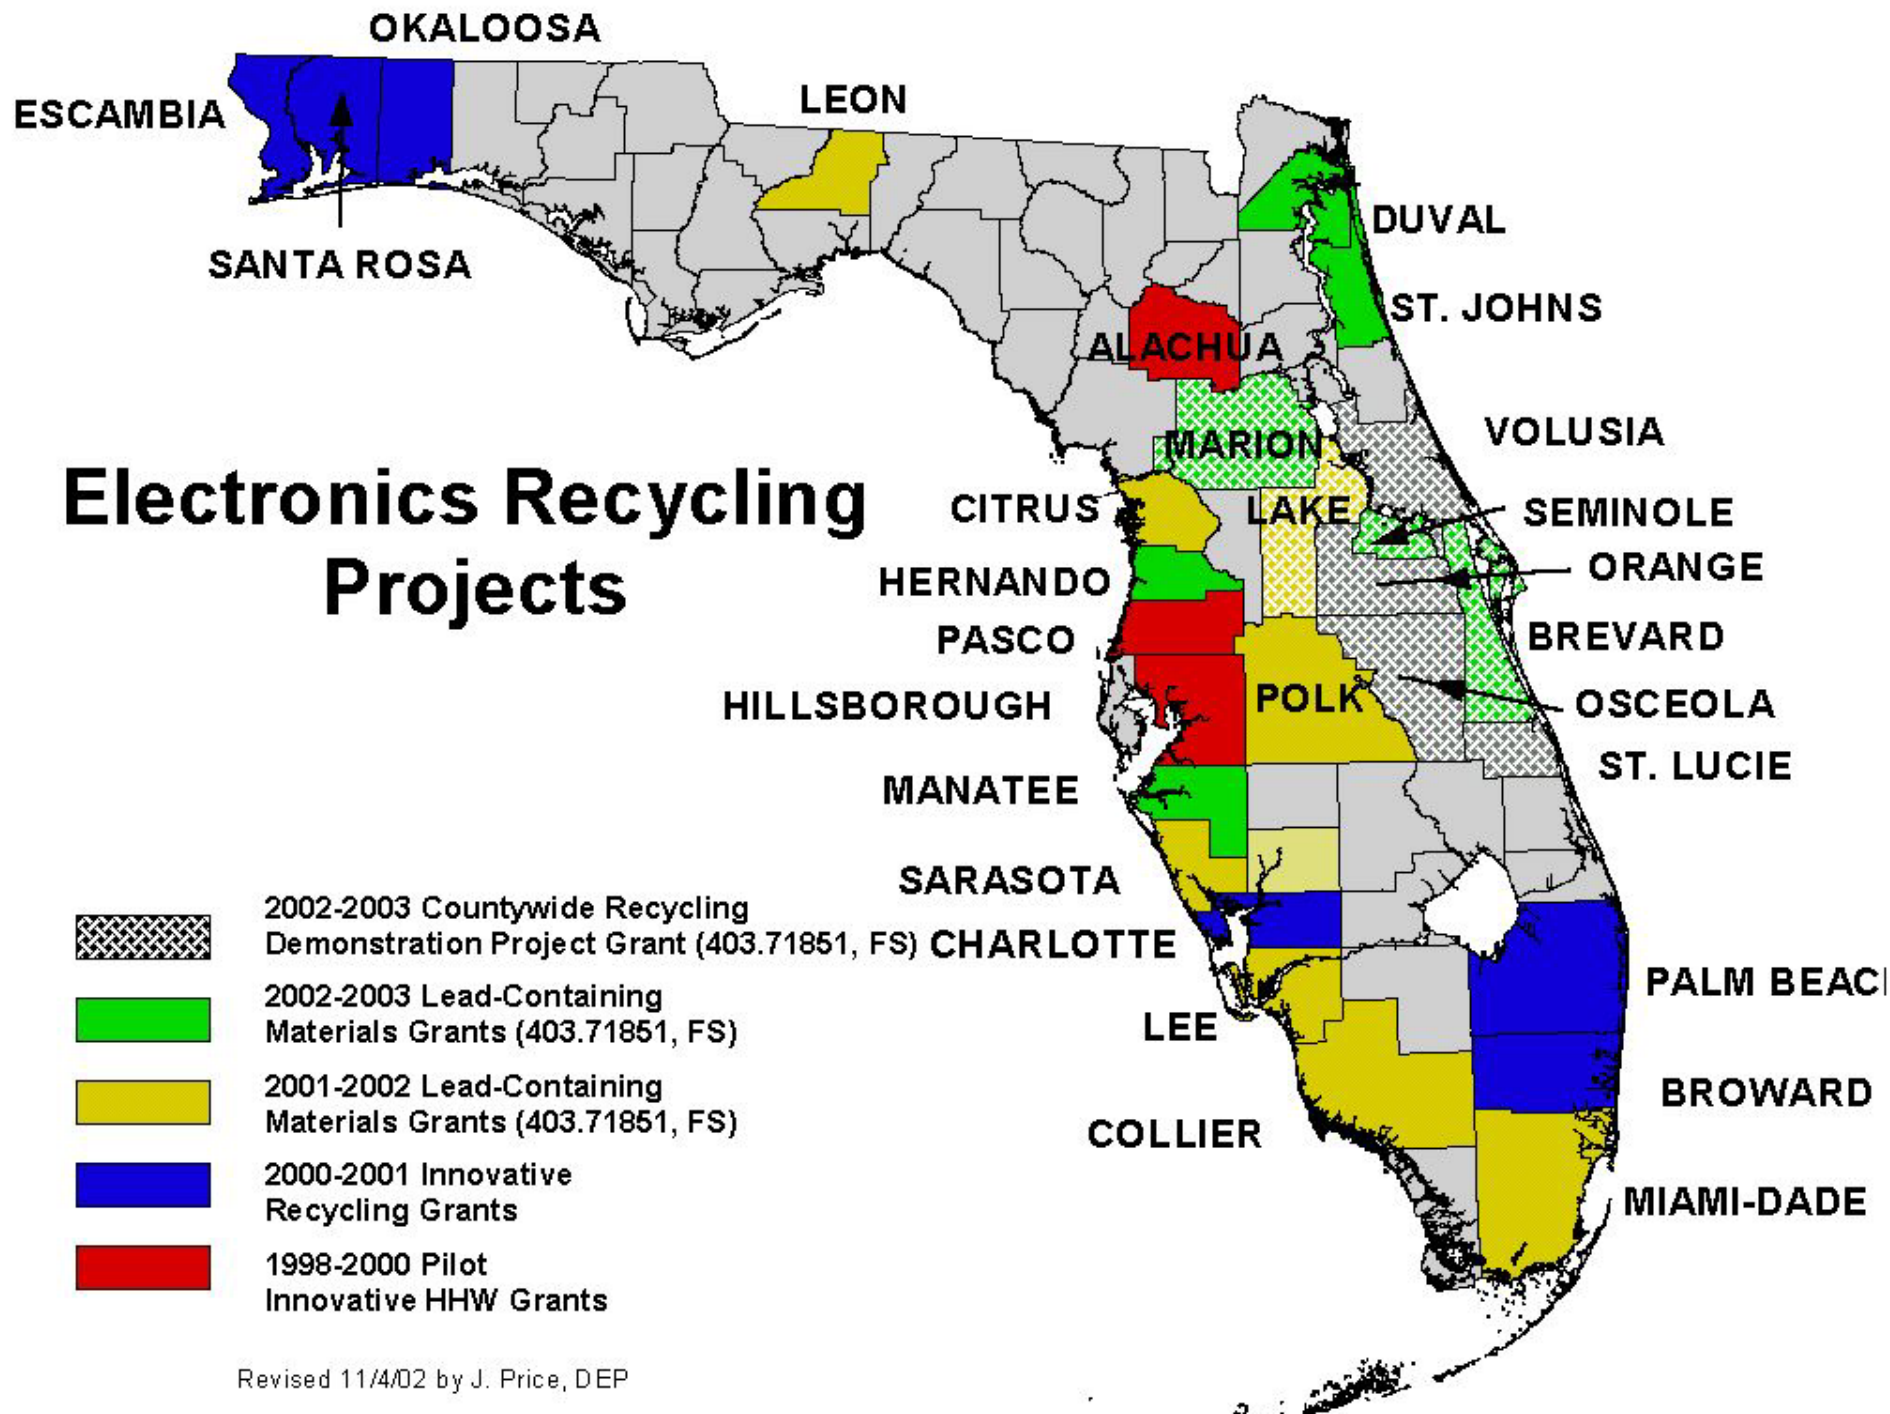 OKALOOSA
ESCAMBIA
LEON
SANTA ROSA
DUVAL
ST. JOHNS
ALACHUA
VOLUSIA
MARION
Electronics Recycling
Projects
CITRUS
LAKE
SEMINOLE
ORANGE
HERNANDO
PASCO
BREVARD
HILLSBOROUGH
POLK
OSCEOLA
ST. LUCIE
MANATEE
SARASOTA
CHARLOTTE
PALM BEAC
LEE
BROWARD
COLLIER
MIAMI-DADE
2002-2003 Countywide Recycling
Demonstration Project Grant (403.71851, FS)
2002-2003 Lead-Containing
Materials Grants (403.71851, FS)
2001-2002 Lead-Containing
Materials Grants (403.71851, FS)
2000-2001 Innovative
Recycling Grants
1998-2000 Pilot
Innovative HHW Grants
Revised 11/4/02 by J. Price, DEP